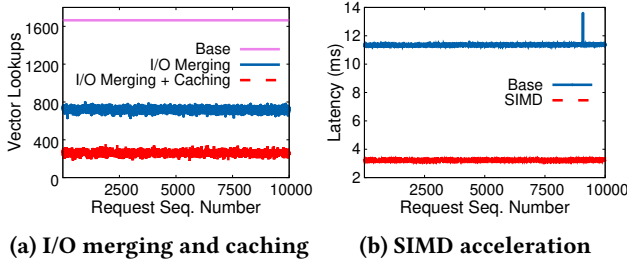 Vector Lookups
1600
1200
800
400
0
Base
I/O Merging
I/O Merging + Caching
2500 5000 7500 10000
Request Seq. Number
(a) I/O merging and caching
Latency (ms)
14
12
10
8
6
4
2
Base
SIMD
2500 5000 7500 10000
Request Seq. Number
(b) SIMD acceleration